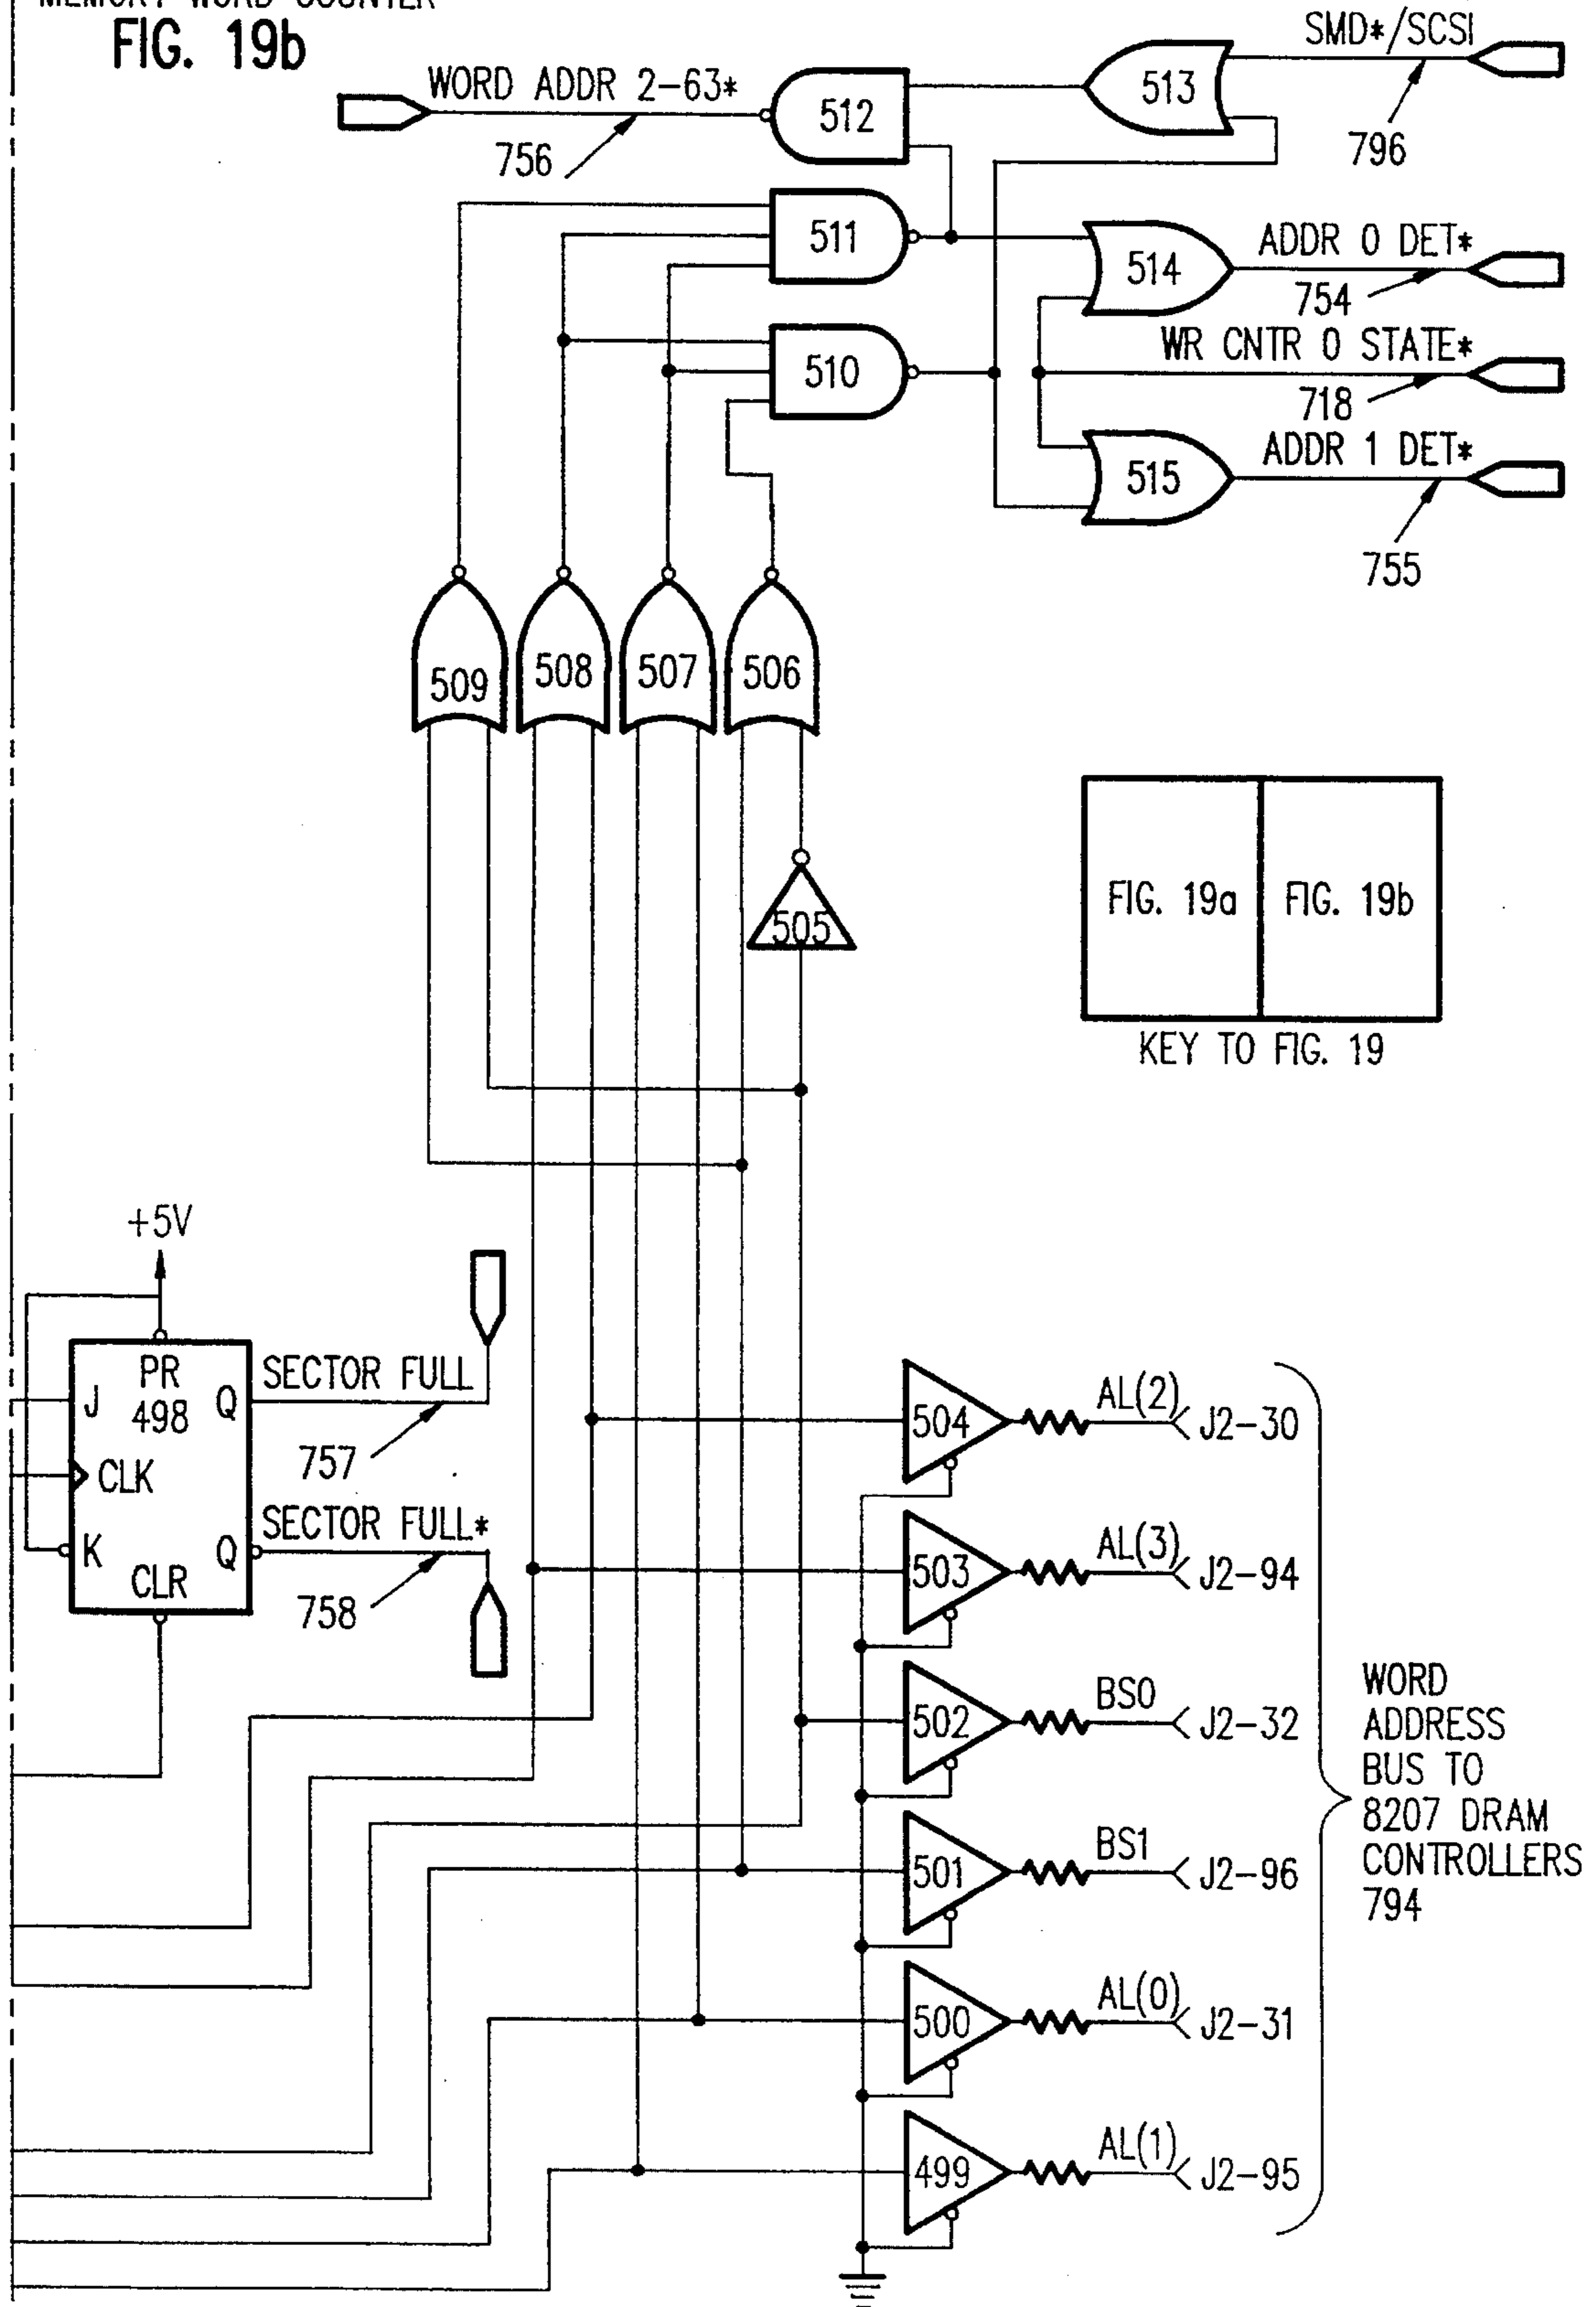 MEMORY WORD COUNTER
FIG. 19b
SMD*/SCSI
WORD ADDR 2-63*
513
512
756
796
511
ADDR 0 DET*
514
754
WR CNTR 0 STATE*
510
718
ADDR 1 DET*
515
755
509
508
507
506
505
FIG. 19a
FIG. 19b
KEY TO FIG. 19
+5V
PR
498
J
Q
CLK
K
Q
CLR
SECTOR FULL
757
SECTOR FULL*
758
504
AL(2)
J2-30
503
AL(3)
J2-94
502
BS0
J2-32
501
BS1
J2-96
500
AL(0)
J2-31
499
AL(1)
J2-95
WORD
ADDRESS
BUS TO
8207 DRAM
CONTROLLERS
794